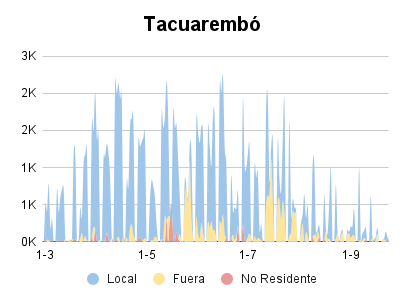 Tacuarembó
3K
2K
2K
1K
1K
0K
1-3 1-5 1-7 1-9
Local Fuera No Residente